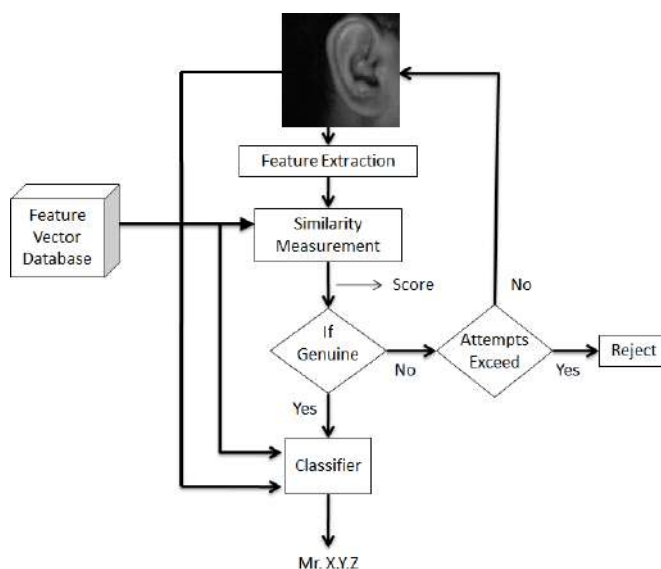 Feature Extraction
Feature
Vector
Database
Similarity
Measurement
Score
If
Genuine
No
Attempts
Exceed
No
Yes
Reject
Yes
Classifier
Mr. X.Y.Z